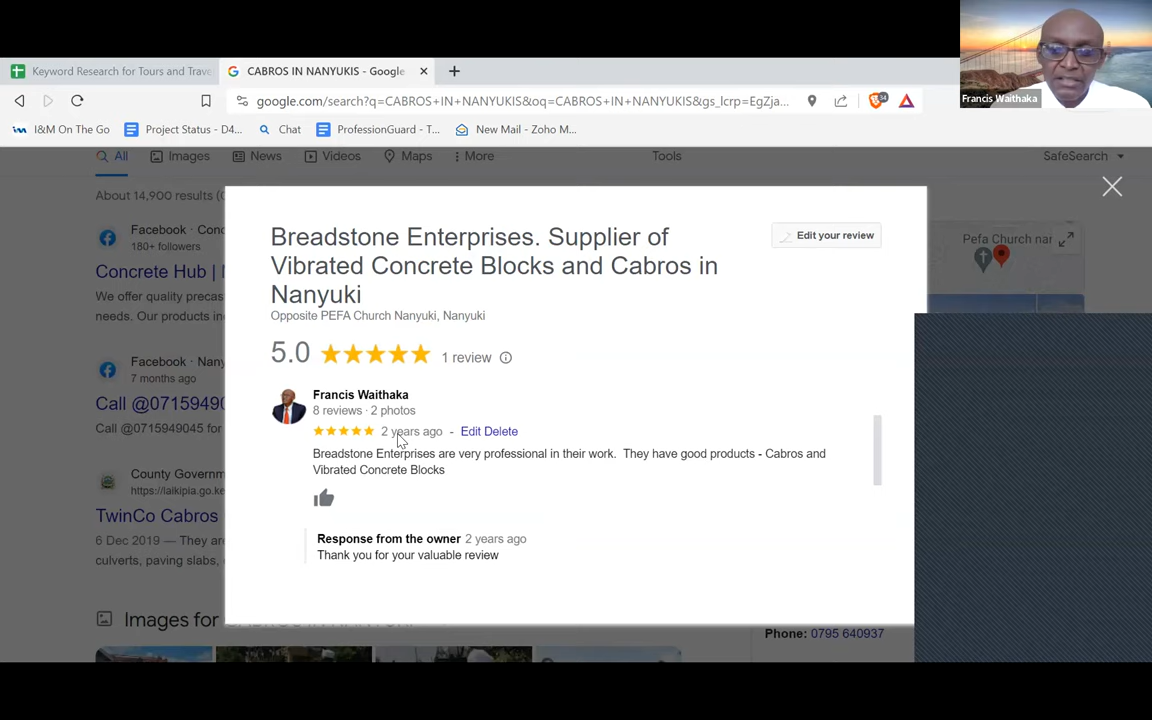 Francis Waithaka
Keyword Research for Tours and Trave
CABROS IN NANYUKIS - Google
google.com/search?q=CABROS+IN+NANYUKIS&oq=CABROS+IN+NANYUKIS&gs_lcrp=EgZja...
34
I&M On The Go
Project Status - D4...
Chat
ProfessionGuard - T...
New Mail - Zoho M...
All
Images
News
Videos
Maps
More
Tools
SafeSearch
About 14,900 results (
Facebook · Conc
180+ followers
Concrete Hub |
We offer quality precas
needs. Our products in
Facebook · Nany
7 months ago
Call @07159490
Call @0715949045 for
County Governm
https://laikipia.go.ke
TwinCo Cabros
6 Dec 2019 — They are
culverts, paving slabs,
Images for
Pefa Church nar
Breadstone Enterprises. Supplier of
Vibrated Concrete Blocks and Cabros in
Nanyuki
Opposite PEFA Church Nanyuki, Nanyuki
Edit your review
5.0
1 review
Francis Waithaka
8 reviews · 2 photos
2 years ago - Edit Delete
Breadstone Enterprises are very professional in their work. They have good products - Cabros and
Vibrated Concrete Blocks
Response from the owner 2 years ago
Thank you for your valuable review
Phone: 0795 640937